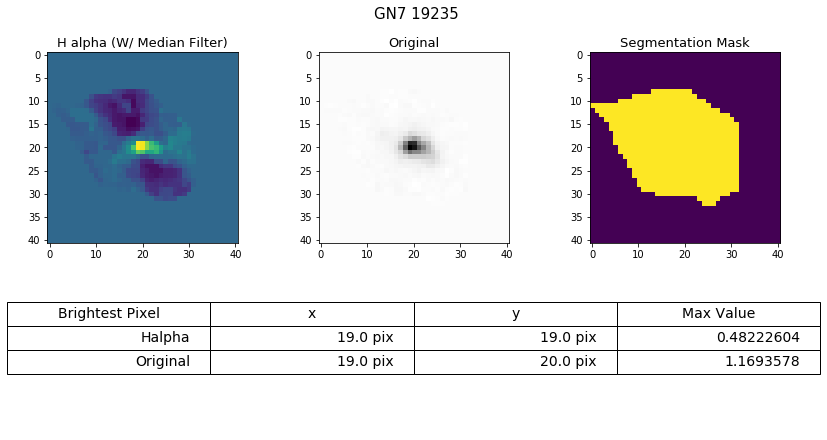 GN7 19235
H alpha (W/ Median Filter) Original Segmentation Mask
0 0 0
5 5 5
10 10 10
15 15 15
20 20 20
25 25 25
30 30 30
35 35 35
40 40 40
0 10 20 30 40 0 10 20 30 40 0 10 20 30 40
Brightest Pixel x y Max Value
Halpha 19.0 pix 19.0 pix 0.48222604
Original 19.0 pix 20.0 pix 1.1693578